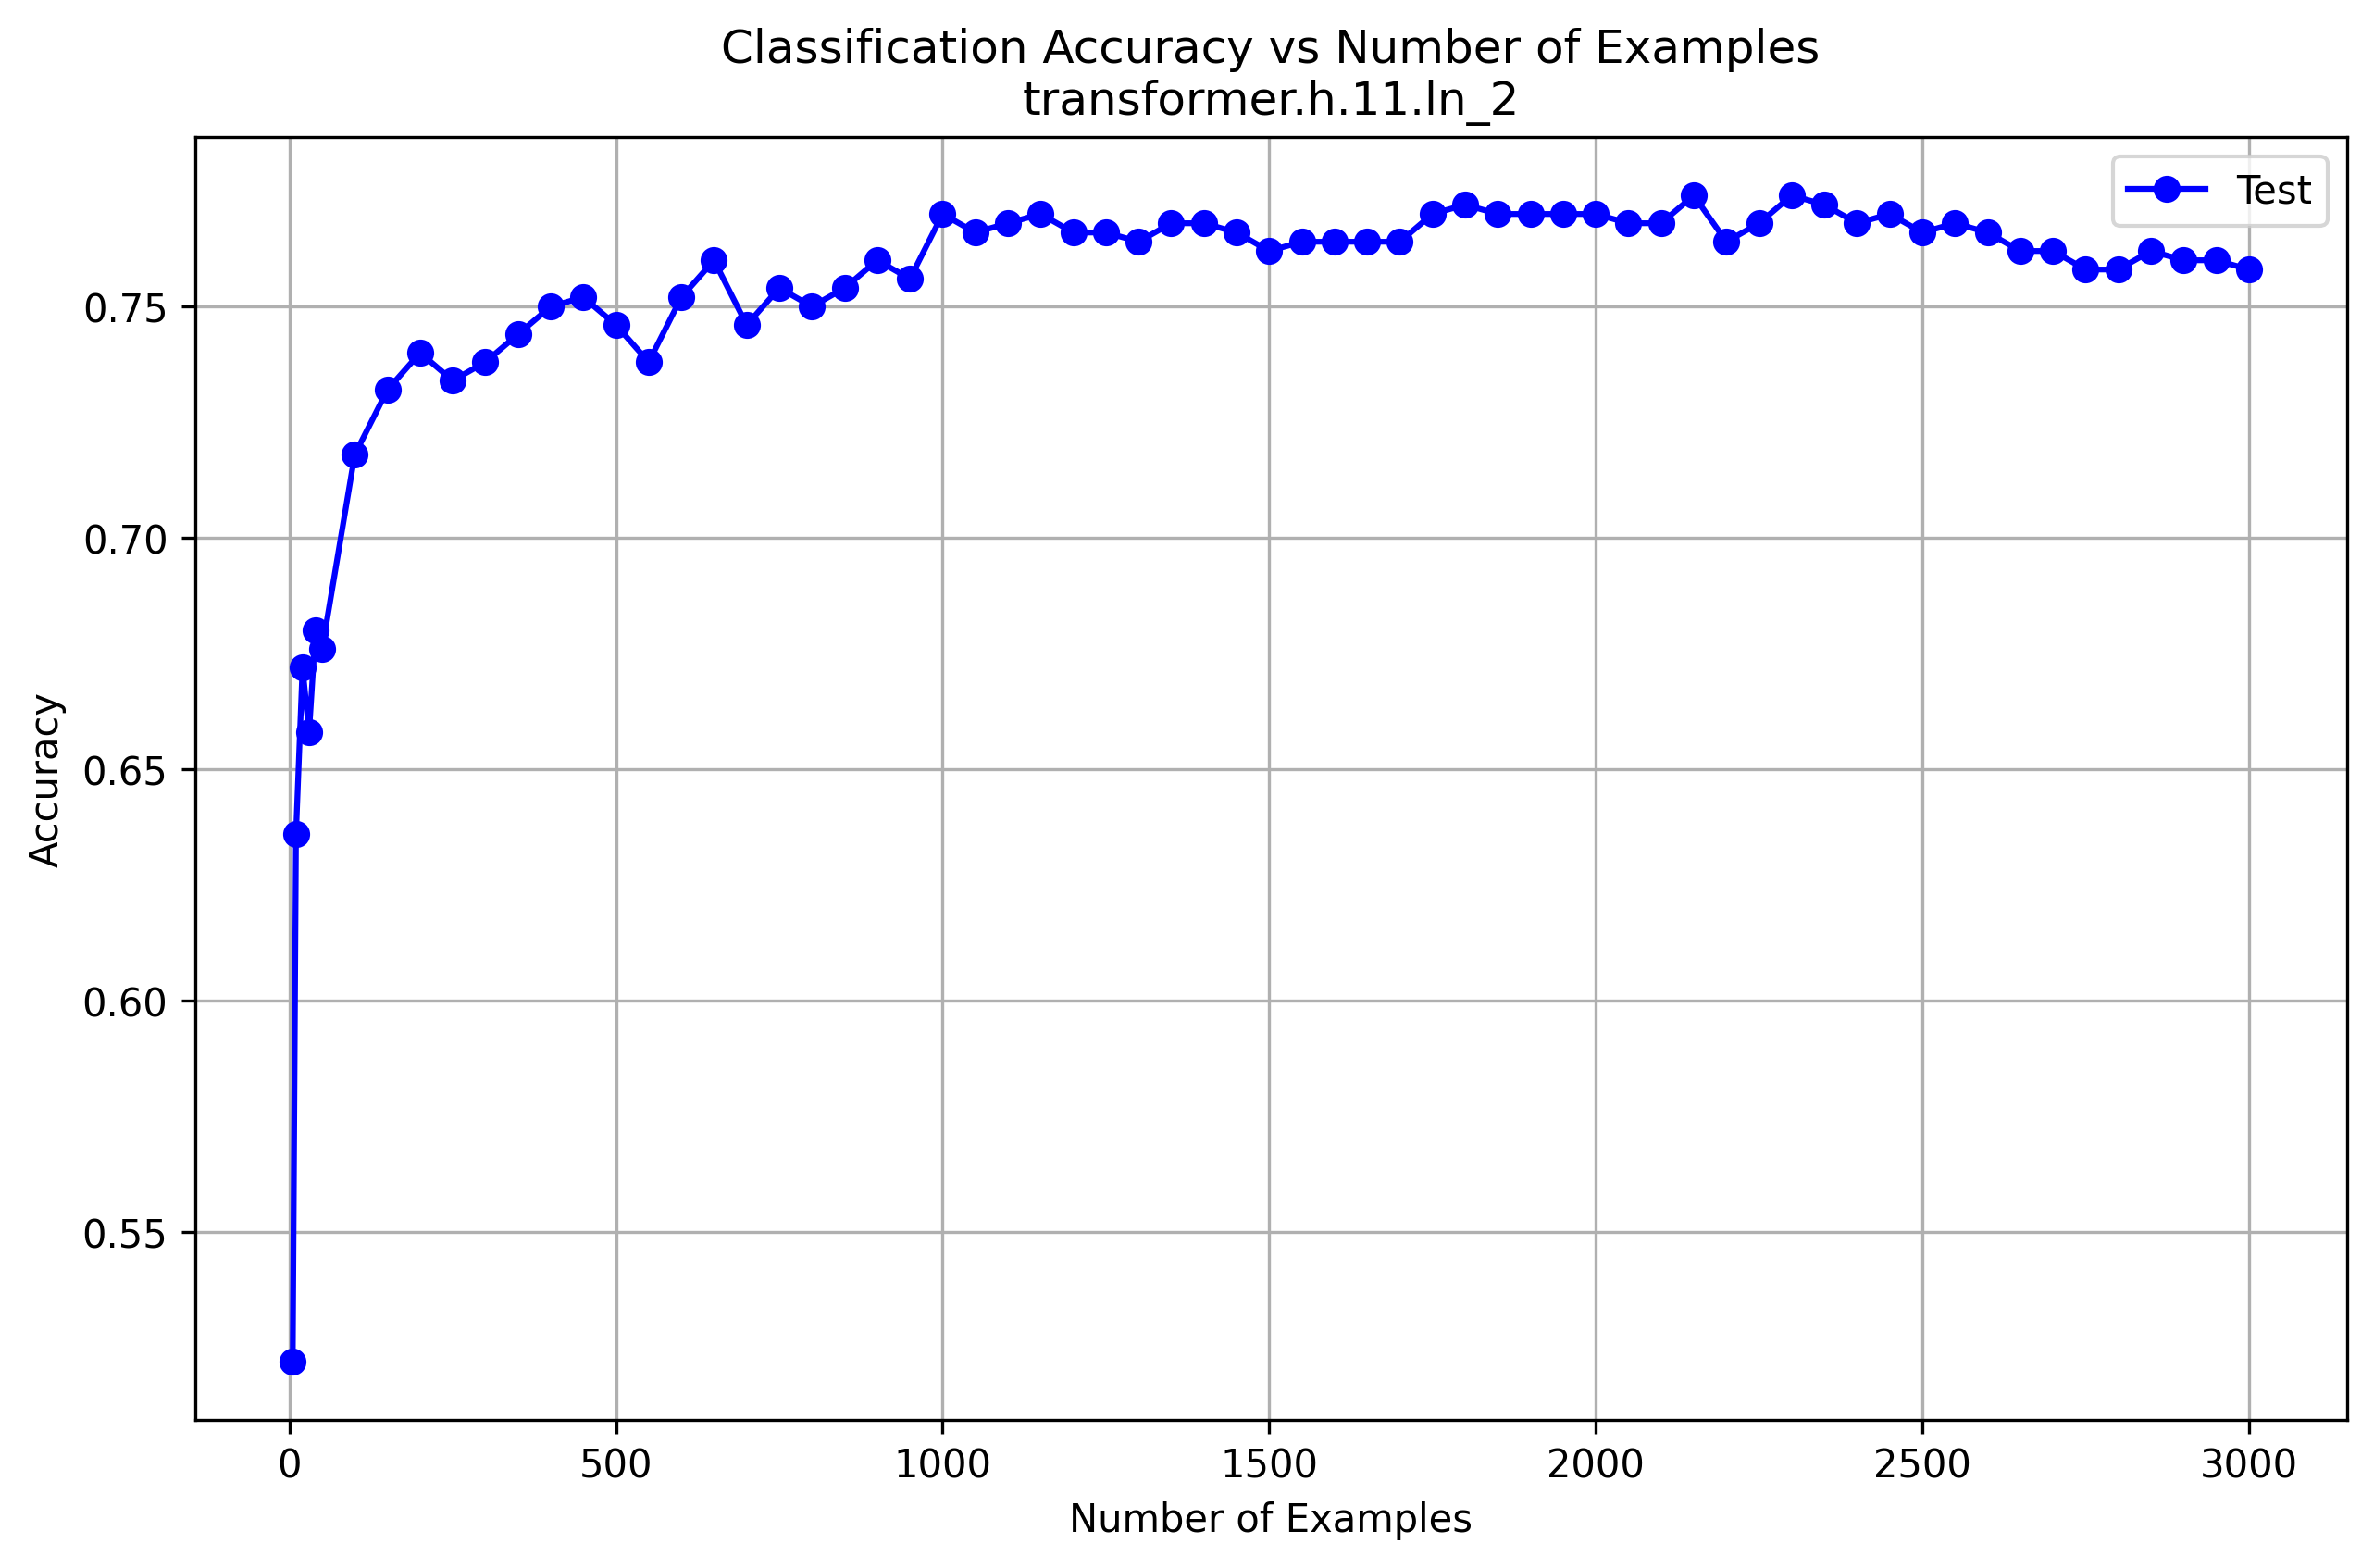 Classification Accuracy vs Number of Examples
transformer.h.11.ln_2
Test
Accuracy
0.75
0.70
0.65
0.60
0.55
0 500 1000 1500 2000 2500 3000
Number of Examples